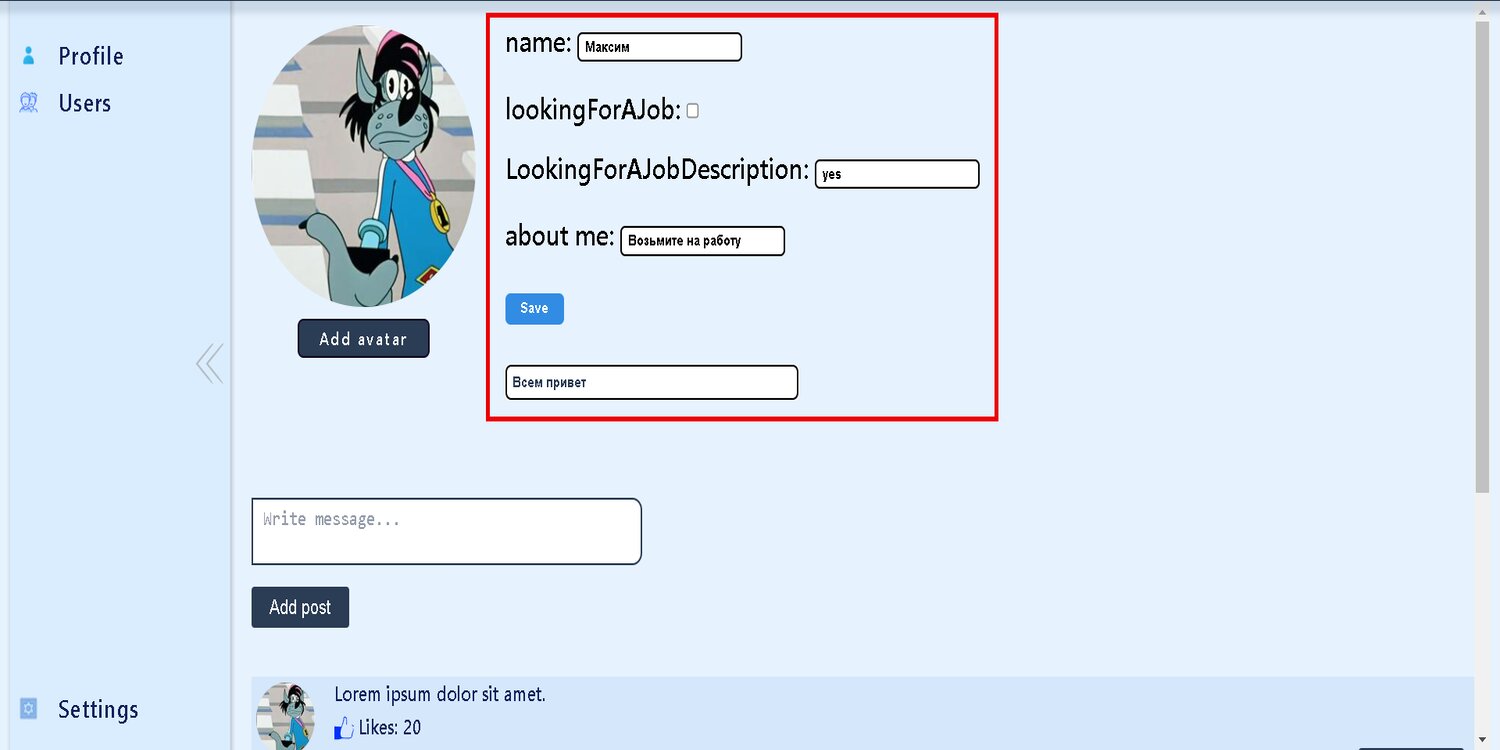 Profile
Users
name: Максим
lookingForAJob:
LookingForAJobDescription: yes
about me: Возьмите на работу
Save
Add avatar
Всем привет
Write message...
Add post
Lorem ipsum dolor sit amet.
Likes: 20
Settings
1